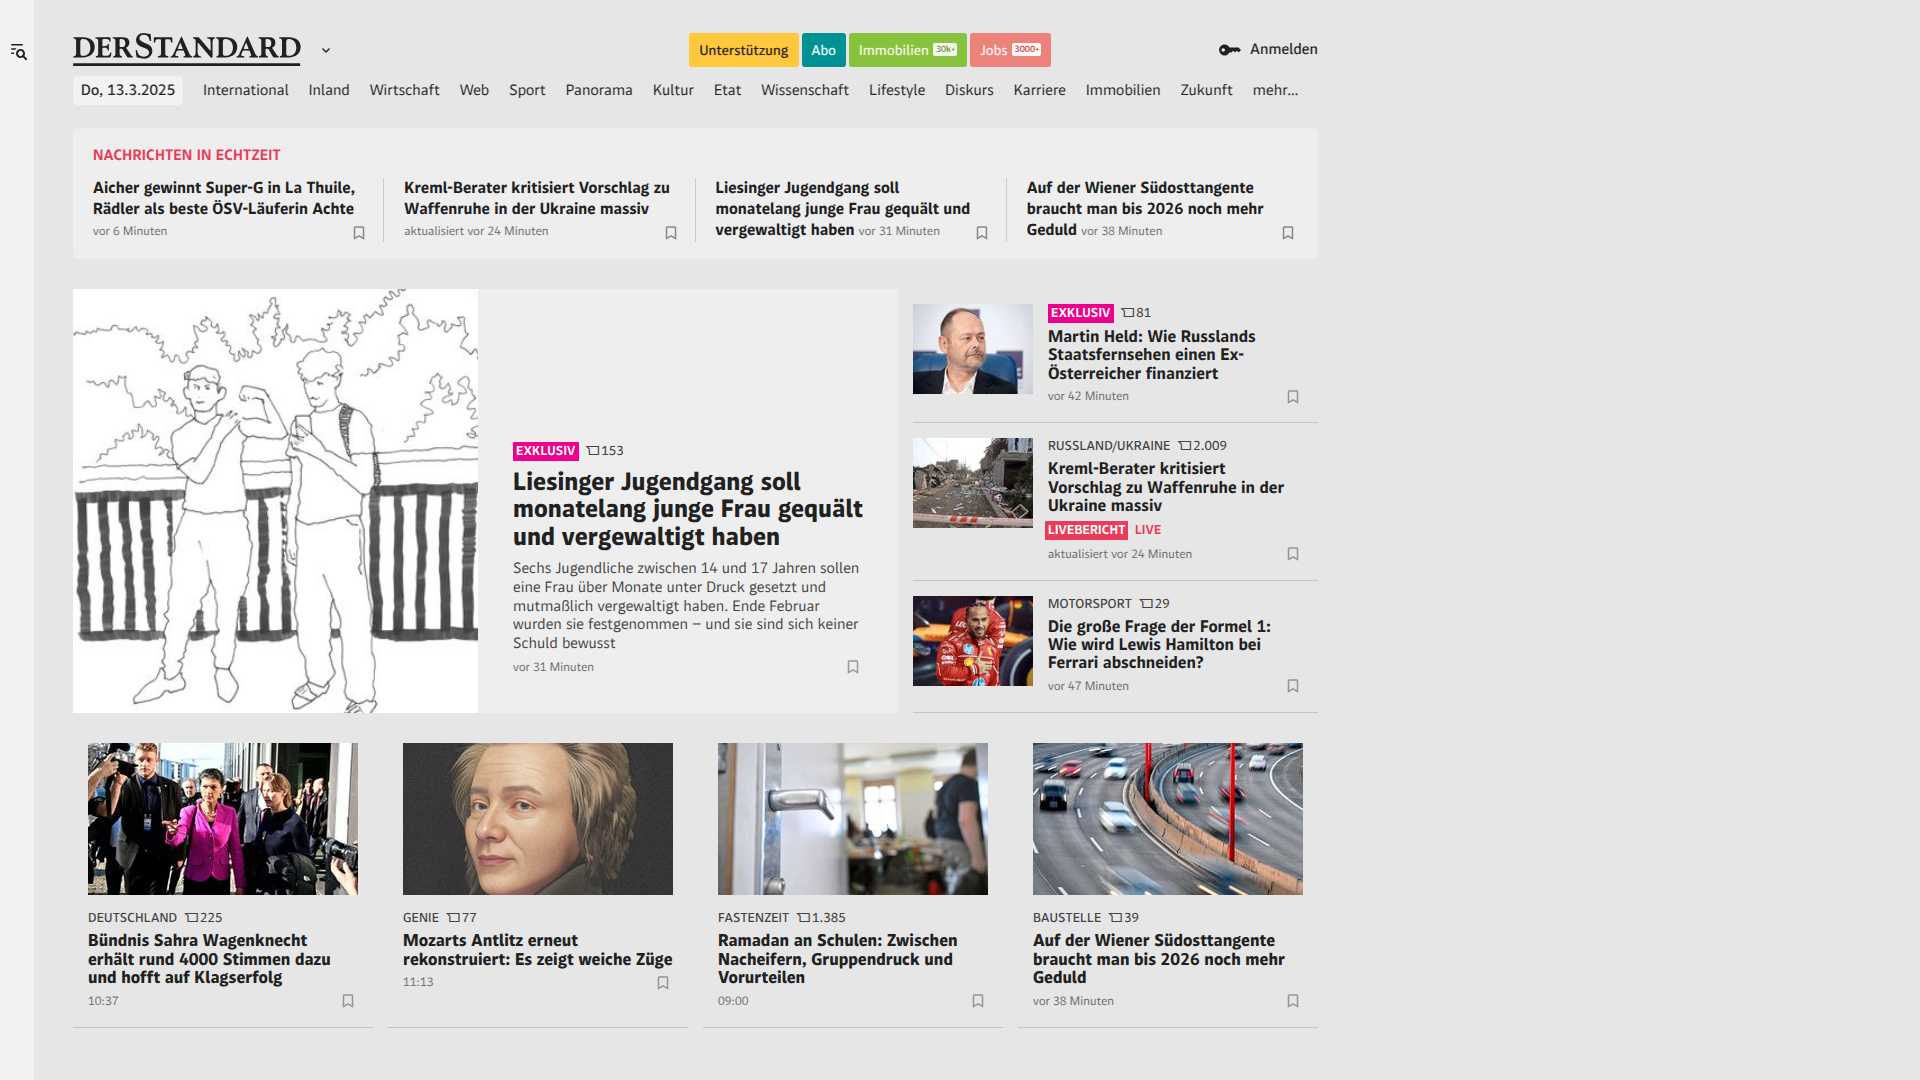 DERSTANDARD
Unterstützung
Abo
Immobilien 30k+
Jobs 3000+
Anmelden
Do, 13.3.2025
International
Inland
Wirtschaft
Web
Sport
Panorama
Kultur
Etat
Wissenschaft
Lifestyle
Diskurs
Karriere
Immobilien
Zukunft
mehr...
NACHRICHTEN IN ECHTZEIT
Aicher gewinnt Super-G in La Thuile,
Rädler als beste ÖSV-Läuferin Achte
vor 6 Minuten
Kreml-Berater kritisiert Vorschlag zu
Waffenruhe in der Ukraine massiv
aktualisiert vor 24 Minuten
Liesinger Jugendgang soll
monatelang junge Frau gequält und
vergewaltigt haben vor 31 Minuten
Auf der Wiener Südosttangente
braucht man bis 2026 noch mehr
Geduld vor 38 Minuten
EXKLUSIV 153
Liesinger Jugendgang soll
monatelang junge Frau gequält
und vergewaltigt haben
Sechs Jugendliche zwischen 14 und 17 Jahren sollen
eine Frau über Monate unter Druck gesetzt und
mutmaßlich vergewaltigt haben. Ende Februar
wurden sie festgenommen – und sie sind sich keiner
Schuld bewusst
vor 31 Minuten
EXKLUSIV 81
Martin Held: Wie Russlands
Staatsfernsehen einen Ex-
Österreicher finanziert
vor 42 Minuten
RUSSLAND/UKRAINE 2.009
Kreml-Berater kritisiert
Vorschlag zu Waffenruhe in der
Ukraine massiv
LIVEBERICHT LIVE
aktualisiert vor 24 Minuten
MOTORSPORT 29
Die große Frage der Formel 1:
Wie wird Lewis Hamilton bei
Ferrari abschneiden?
vor 47 Minuten
DEUTSCHLAND 225
Bündnis Sahra Wagenknecht
erhält rund 4000 Stimmen dazu
und hofft auf Klagserfolg
10:37
GENIE 77
Mozarts Antlitz erneut
rekonstruiert: Es zeigt weiche Züge
11:13
FASTENZEIT 1.385
Ramadan an Schulen: Zwischen
Nacheifern, Gruppendruck und
Vorurteilen
09:00
BAUSTELLE 39
Auf der Wiener Südosttangente
braucht man bis 2026 noch mehr
Geduld
vor 38 Minuten